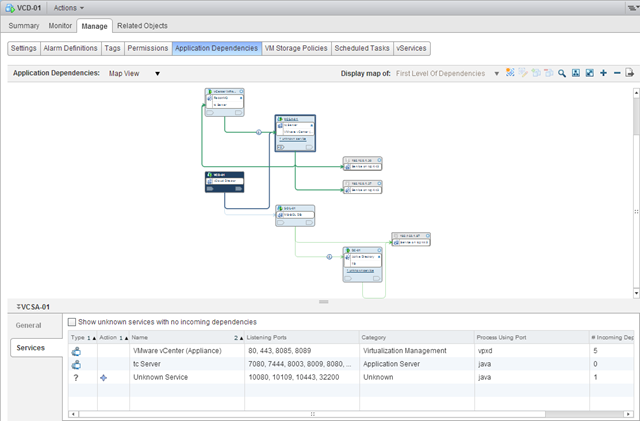 VCD-01 Actions
Summary Monitor Manage Related Objects
Settings Alarm Definitions Tags Permissions Application Dependencies VM Storage Policies Scheduled Tasks vServices
Application Dependencies: Map View Display map of: First Level Of Dependencies
VCSA-01
General
Services
Show unknown services with no incoming dependencies
Type 1 Action 1 Name 2 Listening Ports Category Process Using Port # Incoming Dep
VMware vCenter (Appliance) 80, 443, 8085, 8089 Virtualization Management vpxd 5
tc Server 7080, 7444, 8003, 8009, 8080, ... Application Server java 0
? Unknown Service 10080, 10109, 10443, 32200 Unknown java 1